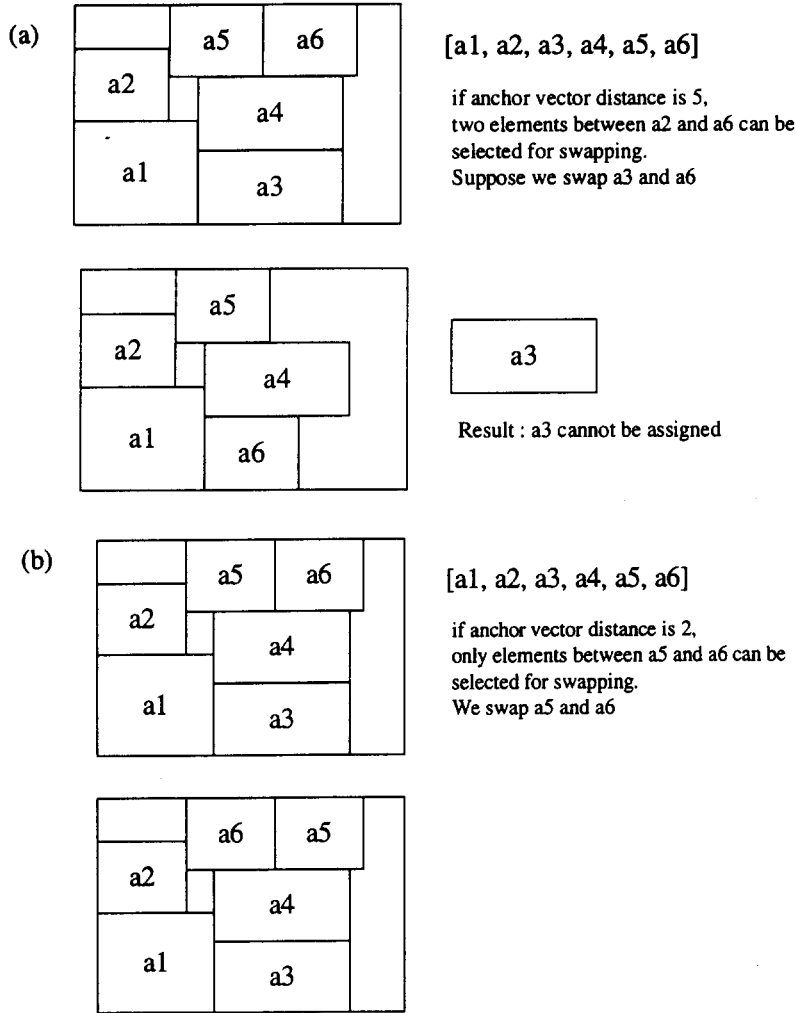 (a)
a5 a6
a2
a4
a1
a3
[a1, a2, a3, a4, a5, a6]
if anchor vector distance is 5,
two elements between a2 and a6 can be
selected for swapping.
Suppose we swap a3 and a6
a5
a2
a4
a1
a6
a3
Result : a3 cannot be assigned
(b)
a5 a6
a2
a4
a1
a3
[a1, a2, a3, a4, a5, a6]
if anchor vector distance is 2,
only elements between a5 and a6 can be
selected for swapping.
We swap a5 and a6
a6 a5
a2
a4
a1
a3